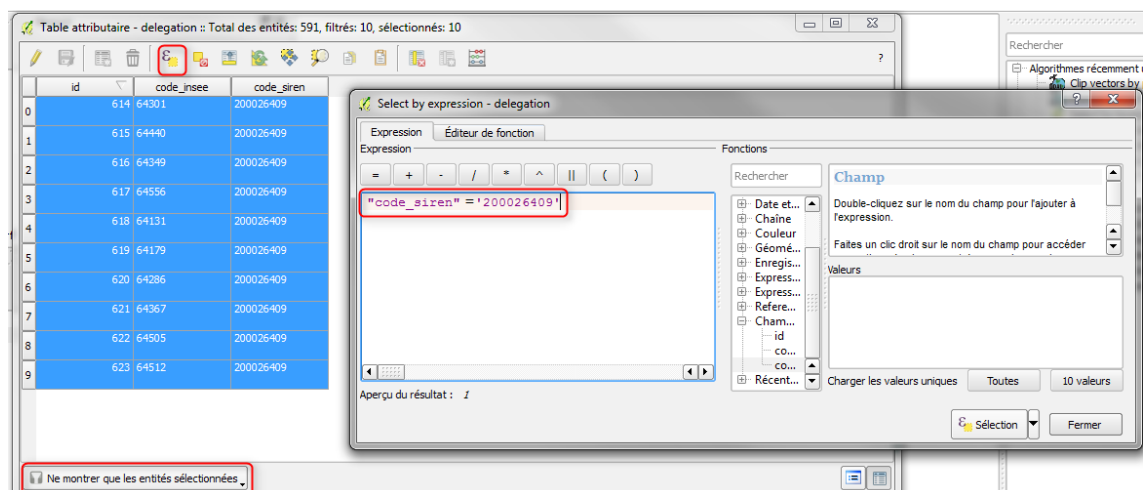 Table attributaire - delegation :: Total des entités: 591, filtrés: 10, sélectionnés: 10
?
id code_insee code_siren
0 614 64301 200026409
1 615 64440 200026409
2 616 64349 200026409
3 617 64556 200026409
4 618 64131 200026409
5 619 64179 200026409
6 620 64286 200026409
7 621 64367 200026409
8 622 64505 200026409
9 623 64512 200026409
Ne montrer que les entités sélectionnées
Rechercher
Algorithmes récemment
Clip vectors by
Select by expression - delegation
Expression Éditeur de fonction
Expression
= + - / * ^ || ( )
"code_siren" ='200026409'
Aperçu du résultat : 1
Fonctions
Rechercher
Date et...
Chaîne
Couleur
Géomé...
Enregis...
Express...
Express...
Refere...
Cham...
id
co...
co...
Récent...
Champ
Double-cliquez sur le nom du champ pour l'ajouter à
l'expression.
Faites un clic droit sur le nom du champ pour accéder
Valeurs
Charger les valeurs uniques Toutes 10 valeurs
Sélection Fermer